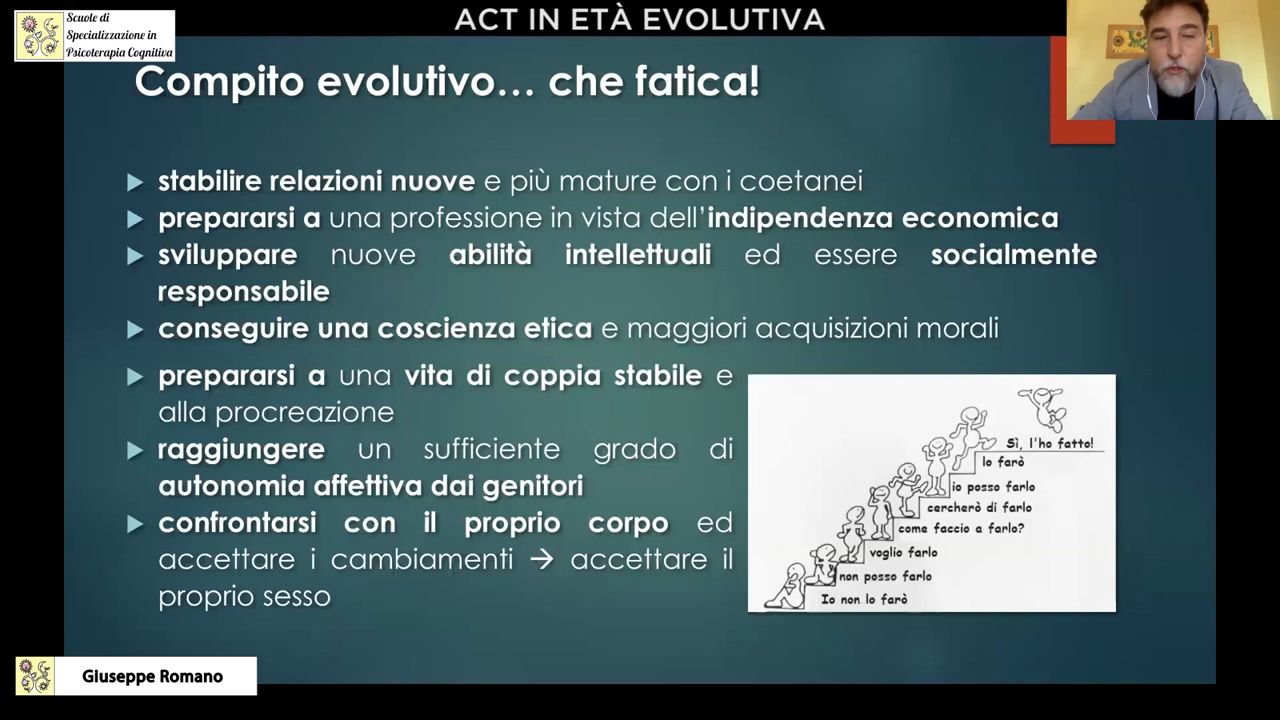 ACT IN ETÀ EVOLUTIVA
Scuole di
Specializzazione in
Psicoterapia Cognitiva
Compito evolutivo… che fatica!
stabilire relazioni nuove e più mature con i coetanei
prepararsi a una professione in vista dell'indipendenza economica
sviluppare nuove abilità intellettuali ed essere socialmente
responsabile
conseguire una coscienza etica e maggiori acquisizioni morali
prepararsi a una vita di coppia stabile e
alla procreazione
raggiungere un sufficiente grado di
autonomia affettiva dai genitori
confrontarsi con il proprio corpo ed
accettare i cambiamenti → accettare il
proprio sesso
Sì, l'ho fatto!
lo farò
io posso farlo
cercherò di farlo
come faccio a farlo?
voglio farlo
non posso farlo
Io non lo farò
Giuseppe Romano